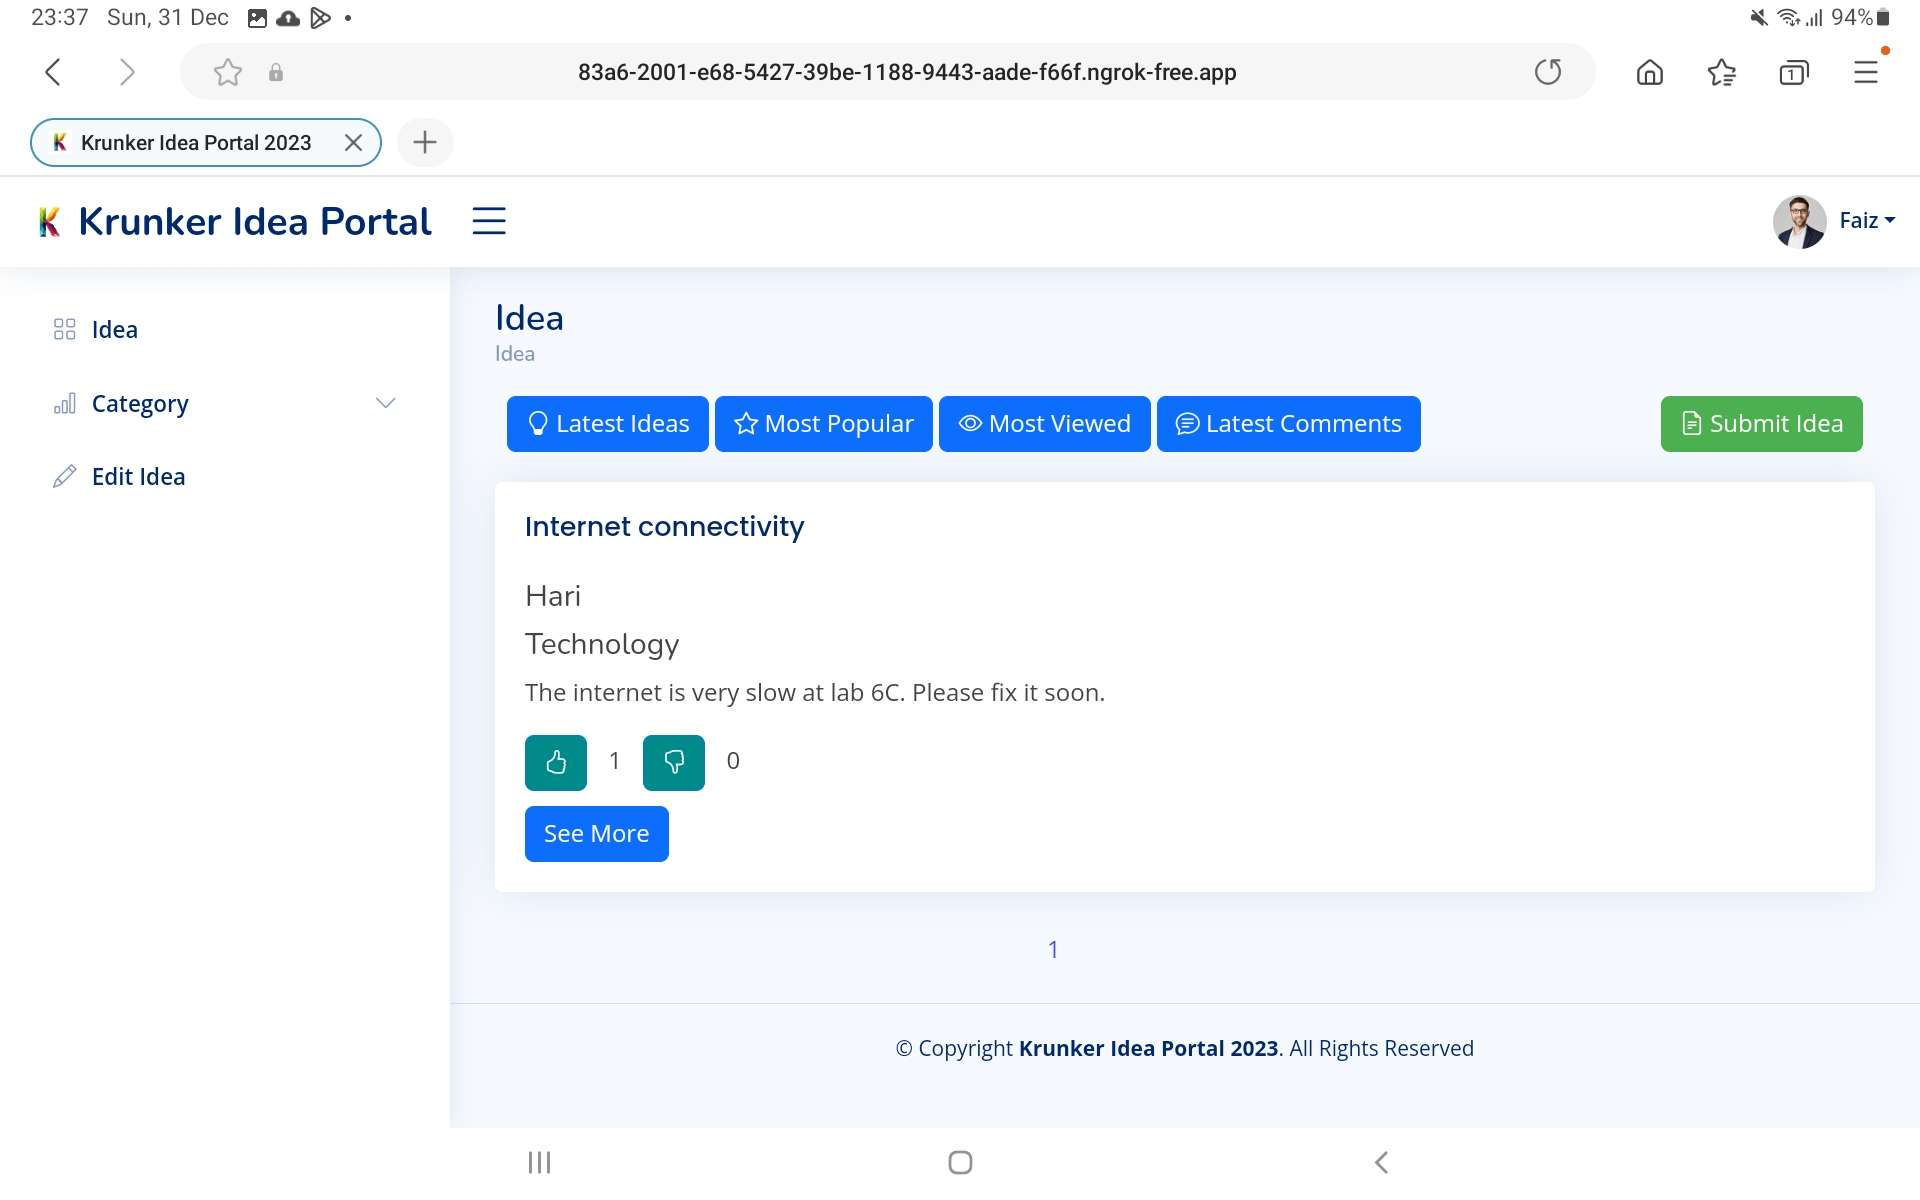 23:37 Sun, 31 Dec 94%
83a6-2001-e68-5427-39be-1188-9443-aade-f66f.ngrok-free.app
1
K Krunker Idea Portal 2023
K Krunker Idea Portal
Faiz
Idea
Category
Edit Idea
Idea
Idea
Latest Ideas Most Popular Most Viewed Latest Comments Submit Idea
Internet connectivity
Hari
Technology
The internet is very slow at lab 6C. Please fix it soon.
1 0
See More
1
© Copyright Krunker Idea Portal 2023. All Rights Reserved